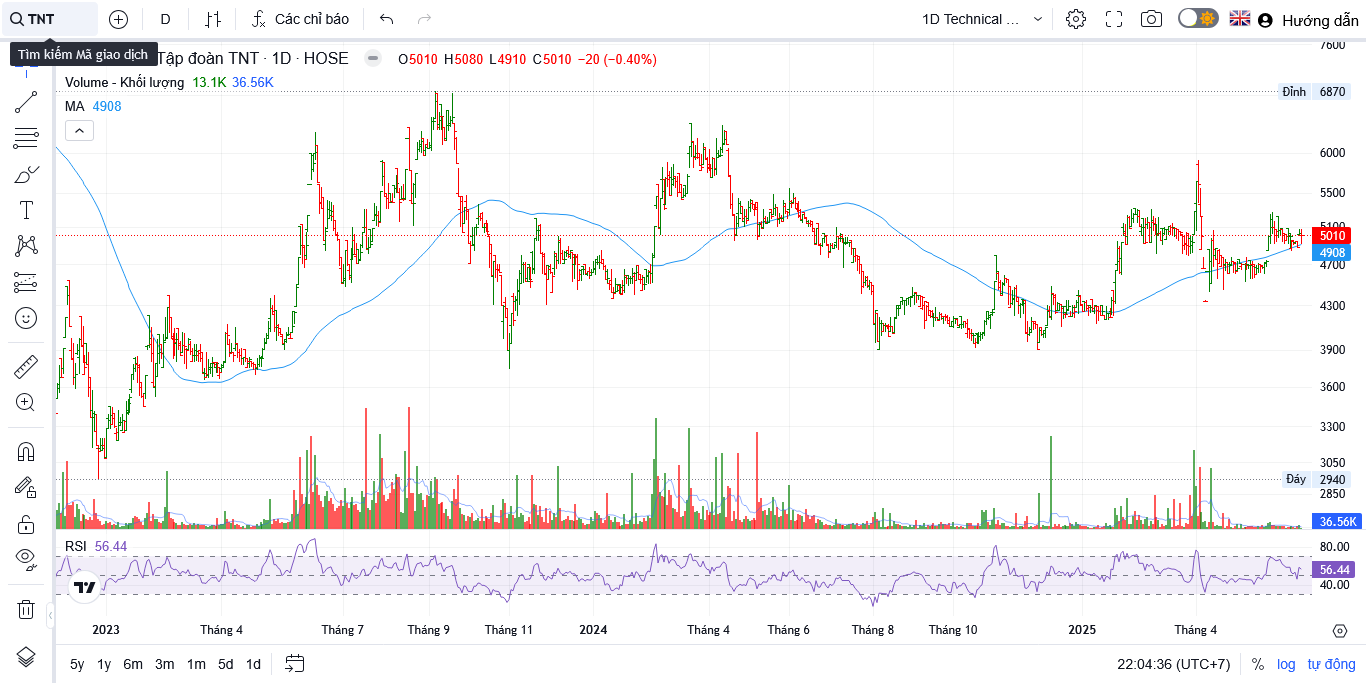 TNT
D
Các chỉ báo
1D Technical ...
Hướng dẫn
Tìm kiếm Mã giao dịch
Tập đoàn TNT · 1D · HOSE
O5010 H5080 L4910 C5010 −20 (−0.40%)
Volume - Khối lượng 13.1K 36.56K
MA 4908
7600
Đỉnh 6870
6000
5500
5100
5010
4908
4700
4300
3900
3600
3300
3050
Đáy 2940
2850
36.56K
RSI 56.44
80.00
56.44
40.00
2023 Tháng 4 Tháng 7 Tháng 9 Tháng 11 2024 Tháng 4 Tháng 6 Tháng 8 Tháng 10 2025 Tháng 4
5y 1y 6m 3m 1m 5d 1d
22:04:36 (UTC+7) % log tự động